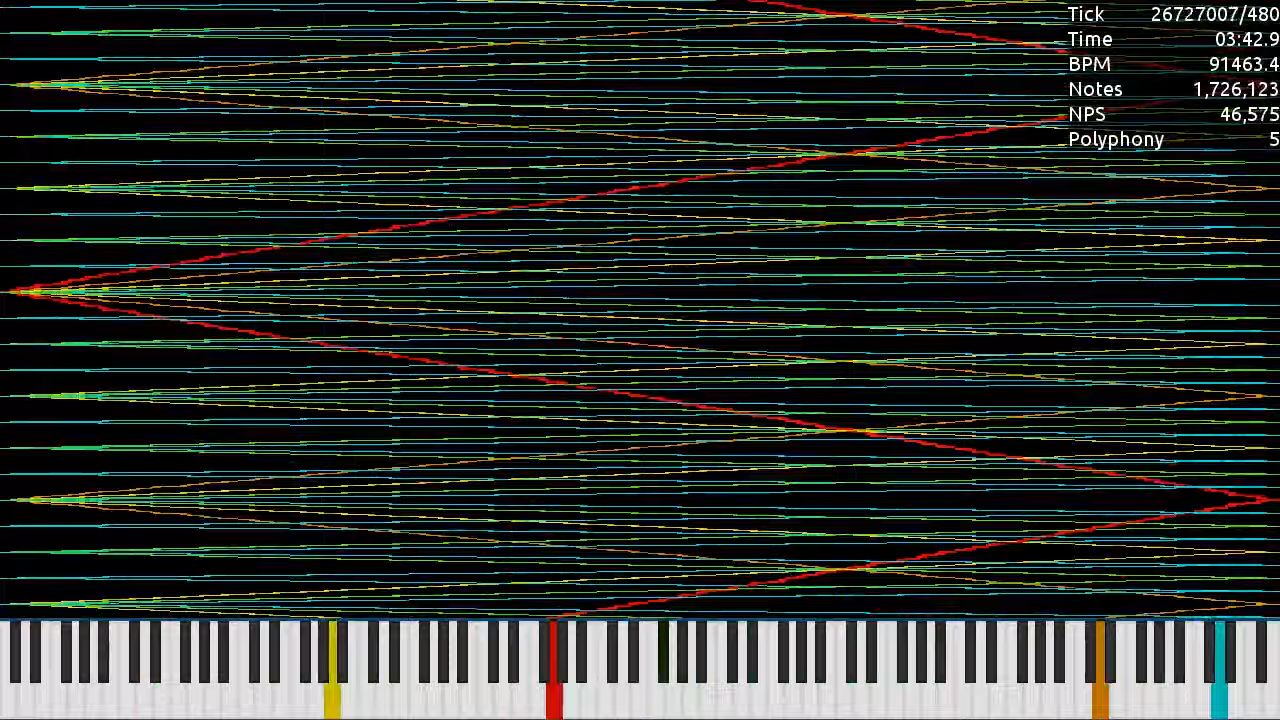 Tick 26727007/480
Time 03:42.9
BPM 91463.4
Notes 1,726,123
NPS 46,575
Polyphony 5